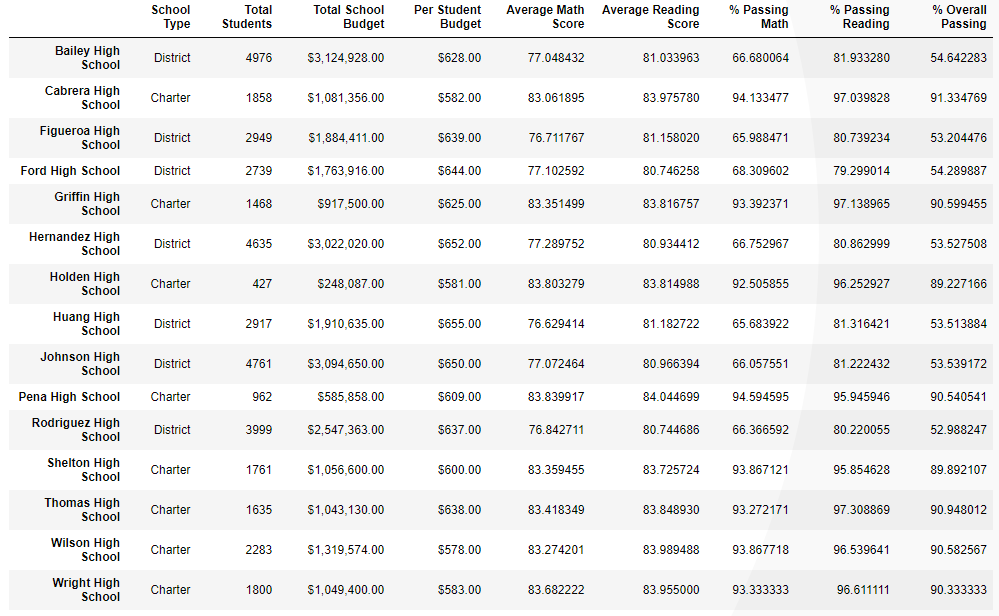 School Type Total Students Total School Budget Per Student Budget Average Math Score Average Reading Score % Passing Math % Passing Reading % Overall Passing
Bailey High School District 4976 $3,124,928.00 $628.00 77.048432 81.033963 66.680064 81.933280 54.642283
Cabrera High School Charter 1858 $1,081,356.00 $582.00 83.061895 83.975780 94.133477 97.039828 91.334769
Figueroa High School District 2949 $1,884,411.00 $639.00 76.711767 81.158020 65.988471 80.739234 53.204476
Ford High School District 2739 $1,763,916.00 $644.00 77.102592 80.746258 68.309602 79.299014 54.289887
Griffin High School Charter 1468 $917,500.00 $625.00 83.351499 83.816757 93.392371 97.138965 90.599455
Hernandez High School District 4635 $3,022,020.00 $652.00 77.289752 80.934412 66.752967 80.862999 53.527508
Holden High School Charter 427 $248,087.00 $581.00 83.803279 83.814988 92.505855 96.252927 89.227166
Huang High School District 2917 $1,910,635.00 $655.00 76.629414 81.182722 65.683922 81.316421 53.513884
Johnson High School District 4761 $3,094,650.00 $650.00 77.072464 80.966394 66.057551 81.222432 53.539172
Pena High School Charter 962 $585,858.00 $609.00 83.839917 84.044699 94.594595 95.945946 90.540541
Rodriguez High School District 3999 $2,547,363.00 $637.00 76.842711 80.744686 66.366592 80.220055 52.988247
Shelton High School Charter 1761 $1,056,600.00 $600.00 83.359455 83.725724 93.867121 95.854628 89.892107
Thomas High School Charter 1635 $1,043,130.00 $638.00 83.418349 83.848930 93.272171 97.308869 90.948012
Wilson High School Charter 2283 $1,319,574.00 $578.00 83.274201 83.989488 93.867718 96.539641 90.582567
Wright High School Charter 1800 $1,049,400.00 $583.00 83.682222 83.955000 93.333333 96.611111 90.333333